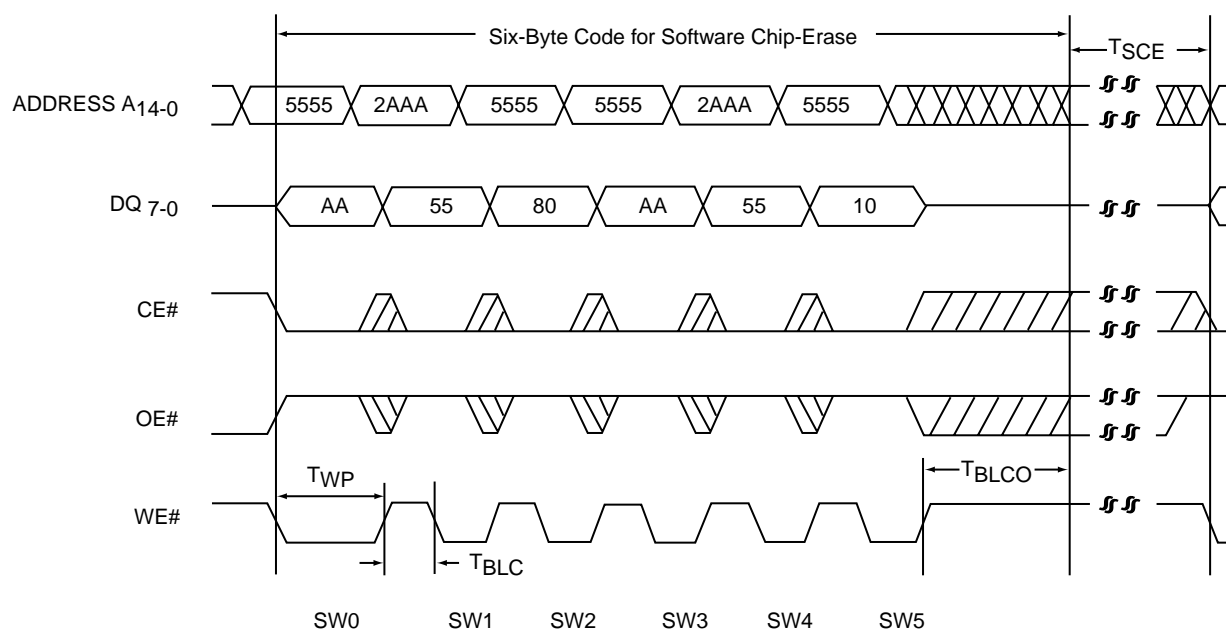 Six-Byte Code for Software Chip-Erase
TSCE
ADDRESS A14-0 5555 2AAA 5555 5555 2AAA 5555
DQ 7-0 AA 55 80 AA 55 10
CE#
OE#
TWP TBLCO
WE#
TBLC
SW0 SW1 SW2 SW3 SW4 SW5